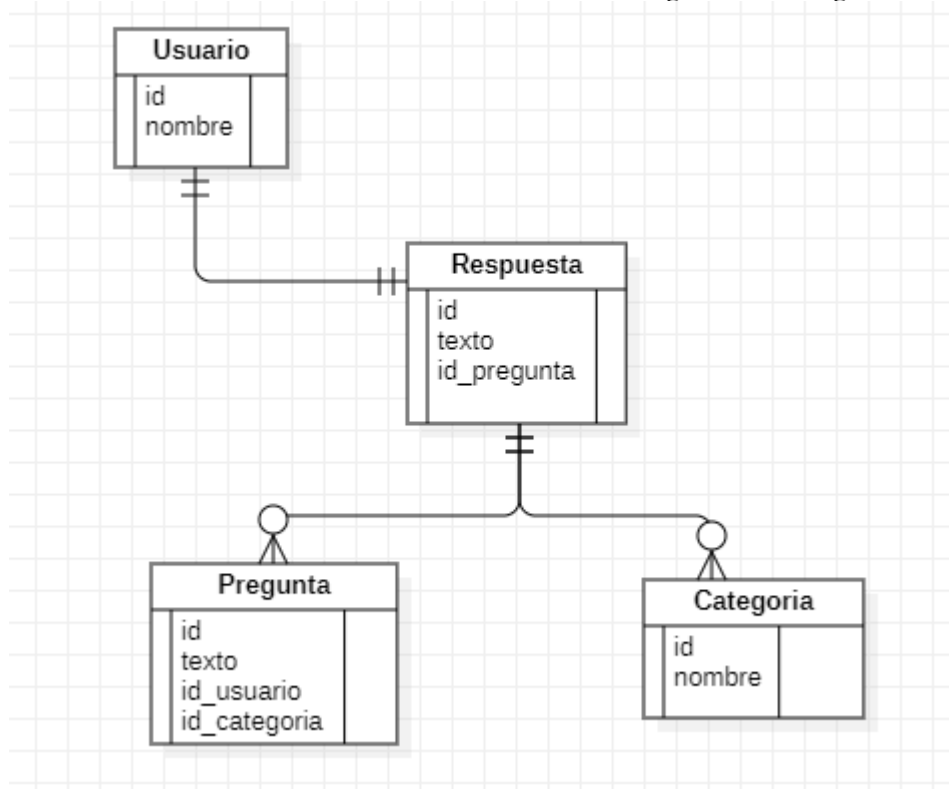 Usuario
id
nombre
Respuesta
id
texto
id_pregunta
Pregunta
id
texto
id_usuario
id_categoria
Categoria
id
nombre